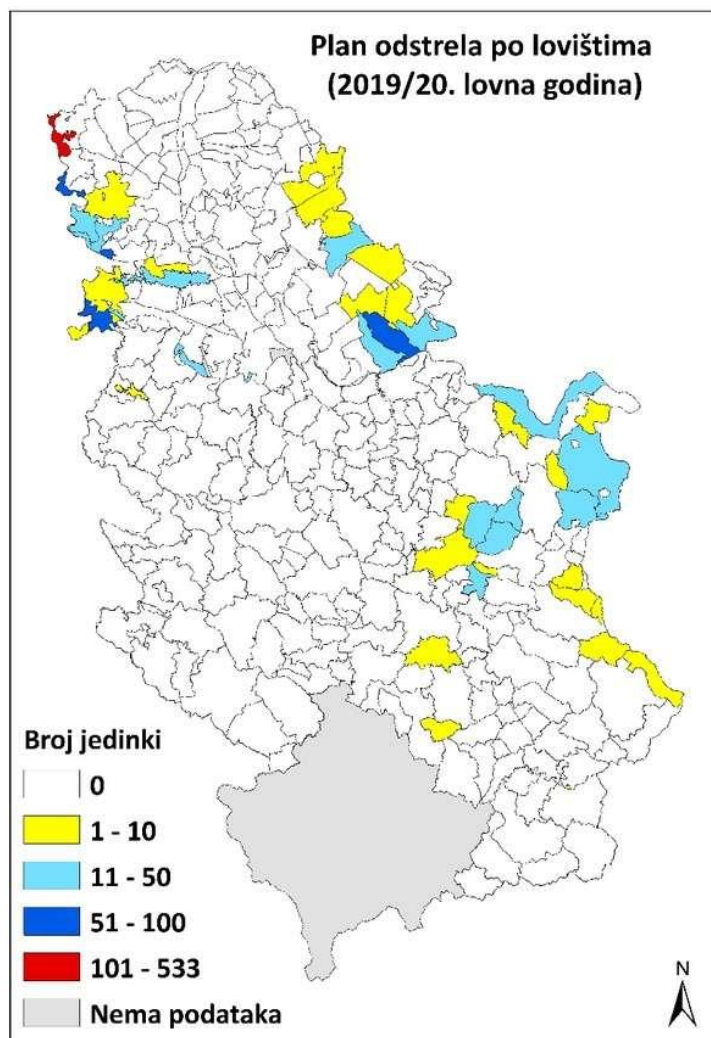 Plan odstrela po lovištima
(2019/20. lovna godina)
Broj jedinki
0
1 - 10
11 - 50
51 - 100
101 - 533
Nema podataka
N